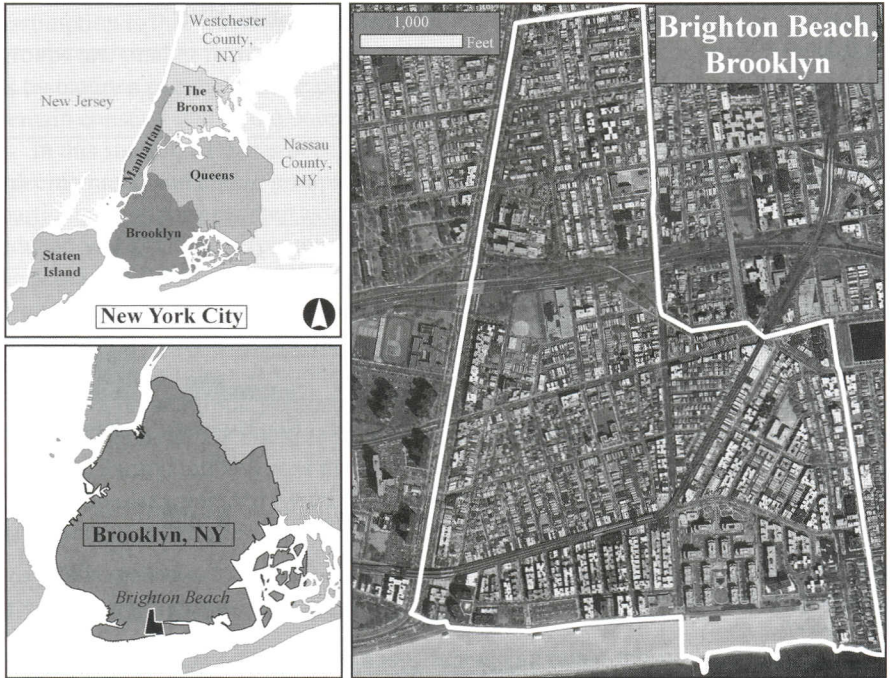 Westchester
County,
NY
New Jersey
The
Bronx
Manhattan
Nassau
County,
NY
Queens
Brooklyn
Staten
Island
New York City
Brooklyn, NY
Brighton Beach
1,000
Feet
Brighton Beach,
Brooklyn